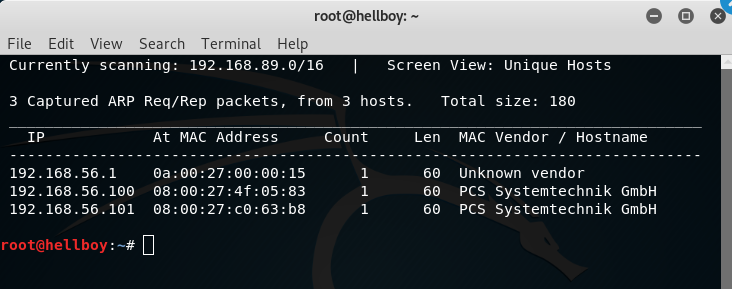 root@hellboy: ~
File Edit View Search Terminal Help
Currently scanning: 192.168.89.0/16 | Screen View: Unique Hosts
3 Captured ARP Req/Rep packets, from 3 hosts. Total size: 180
_____________________________________________________________________________
IP At MAC Address Count Len MAC Vendor / Hostname
-----------------------------------------------------------------------------
192.168.56.1 0a:00:27:00:00:15 1 60 Unknown vendor
192.168.56.100 08:00:27:4f:05:83 1 60 PCS Systemtechnik GmbH
192.168.56.101 08:00:27:c0:63:b8 1 60 PCS Systemtechnik GmbH
root@hellboy:~#